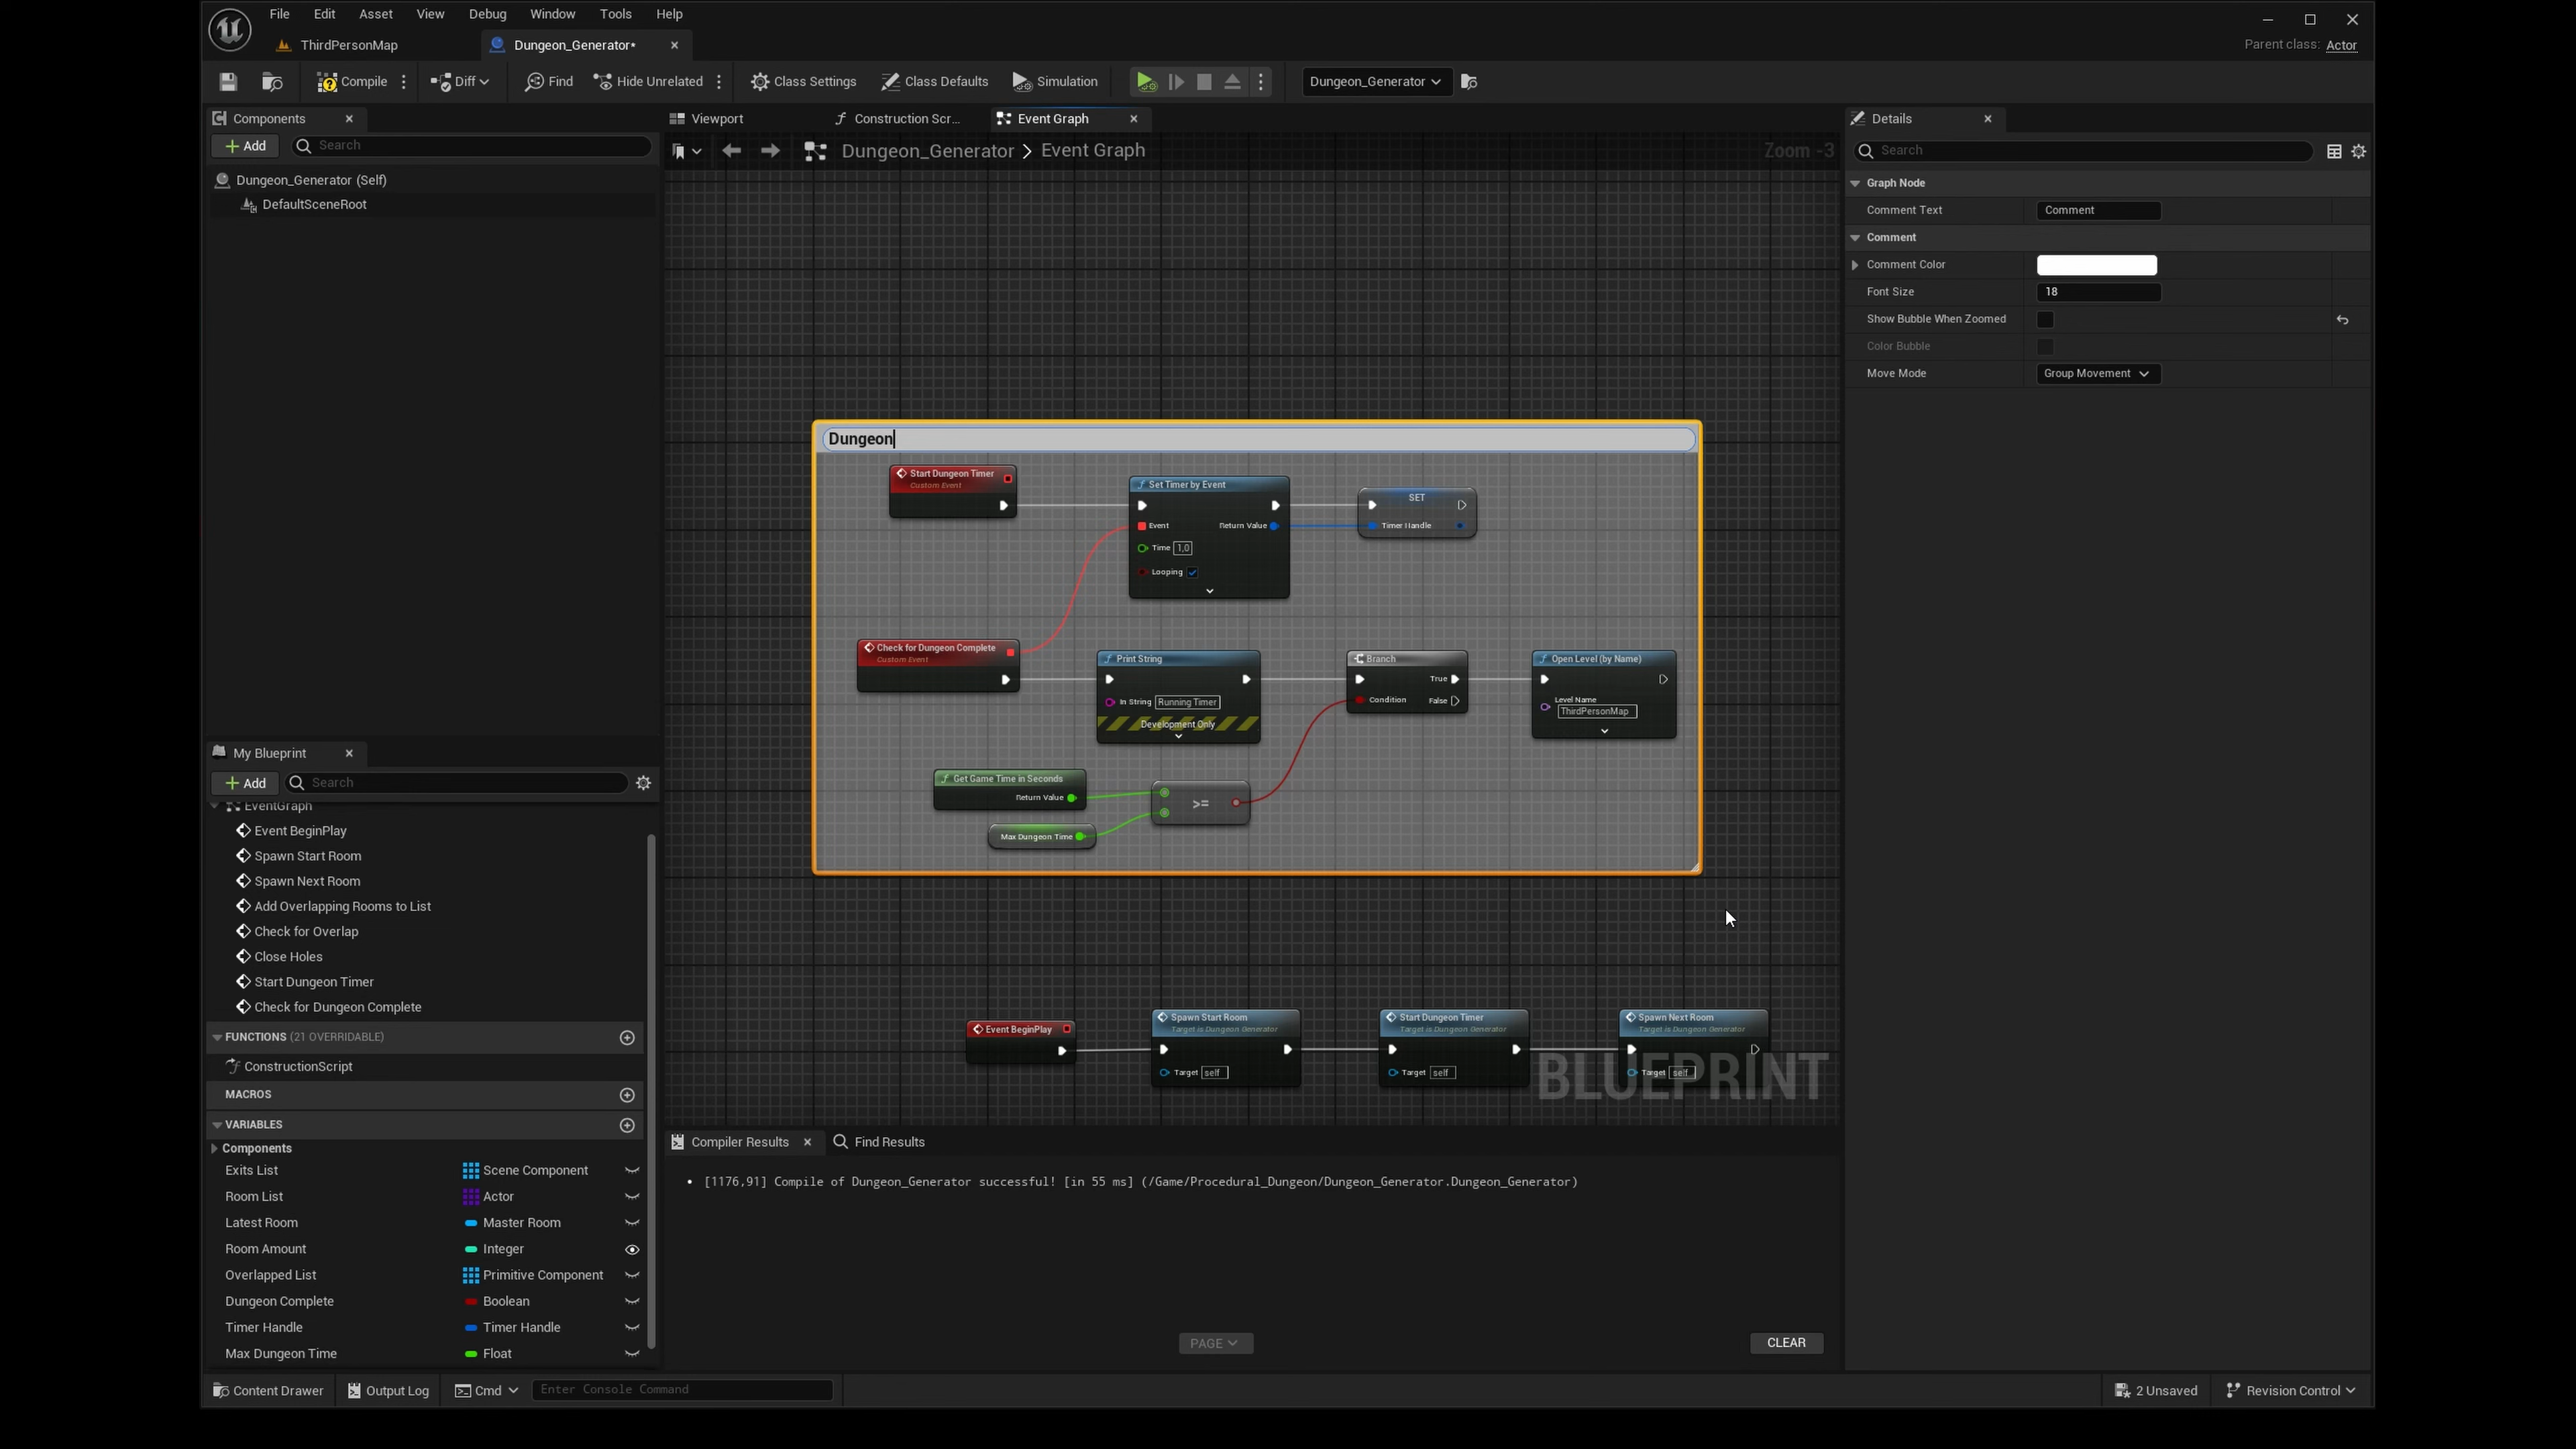 File Edit Asset View Debug Window Tools Help
ThirdPersonMap
Dungeon_Generator*
Parent class: Actor
Compile
Diff
Find
Hide Unrelated
Class Settings
Class Defaults
Simulation
Dungeon_Generator
Components
Add
Search
Dungeon_Generator (Self)
DefaultSceneRoot
Viewport
Construction Scr...
Event Graph
Dungeon_Generator > Event Graph
Zoom -3
Dungeon
Start Dungeon Timer
Custom Event
Set Timer by Event
Event
Return Value
Time 1,0
Looping
SET
Timer Handle
Check for Dungeon Complete
Custom Event
Print String
In String Running Timer
Development Only
Branch
True
Condition
False
Open Level (by Name)
Level Name
ThirdPersonMap
Get Game Time in Seconds
Return Value
>=
Max Dungeon Time
Event BeginPlay
Spawn Start Room
Target is Dungeon Generator
Target self
Start Dungeon Timer
Target is Dungeon Generator
Target self
Spawn Next Room
Target is Dungeon Generator
Target self
BLUEPRINT
My Blueprint
Add
Search
EventGraph
Event BeginPlay
Spawn Start Room
Spawn Next Room
Add Overlapping Rooms to List
Check for Overlap
Close Holes
Start Dungeon Timer
Check for Dungeon Complete
FUNCTIONS (21 OVERRIDABLE)
ConstructionScript
MACROS
VARIABLES
Components
Exits List Scene Component
Room List Actor
Latest Room Master Room
Room Amount Integer
Overlapped List Primitive Component
Dungeon Complete Boolean
Timer Handle Timer Handle
Max Dungeon Time Float
Compiler Results
Find Results
[1176,91] Compile of Dungeon_Generator successful! [in 55 ms] (/Game/Procedural_Dungeon/Dungeon_Generator.Dungeon_Generator)
PAGE
CLEAR
Details
Search
Graph Node
Comment Text Comment
Comment
Comment Color
Font Size 18
Show Bubble When Zoomed
Color Bubble
Move Mode Group Movement
Content Drawer
Output Log
Cmd
Enter Console Command
2 Unsaved
Revision Control